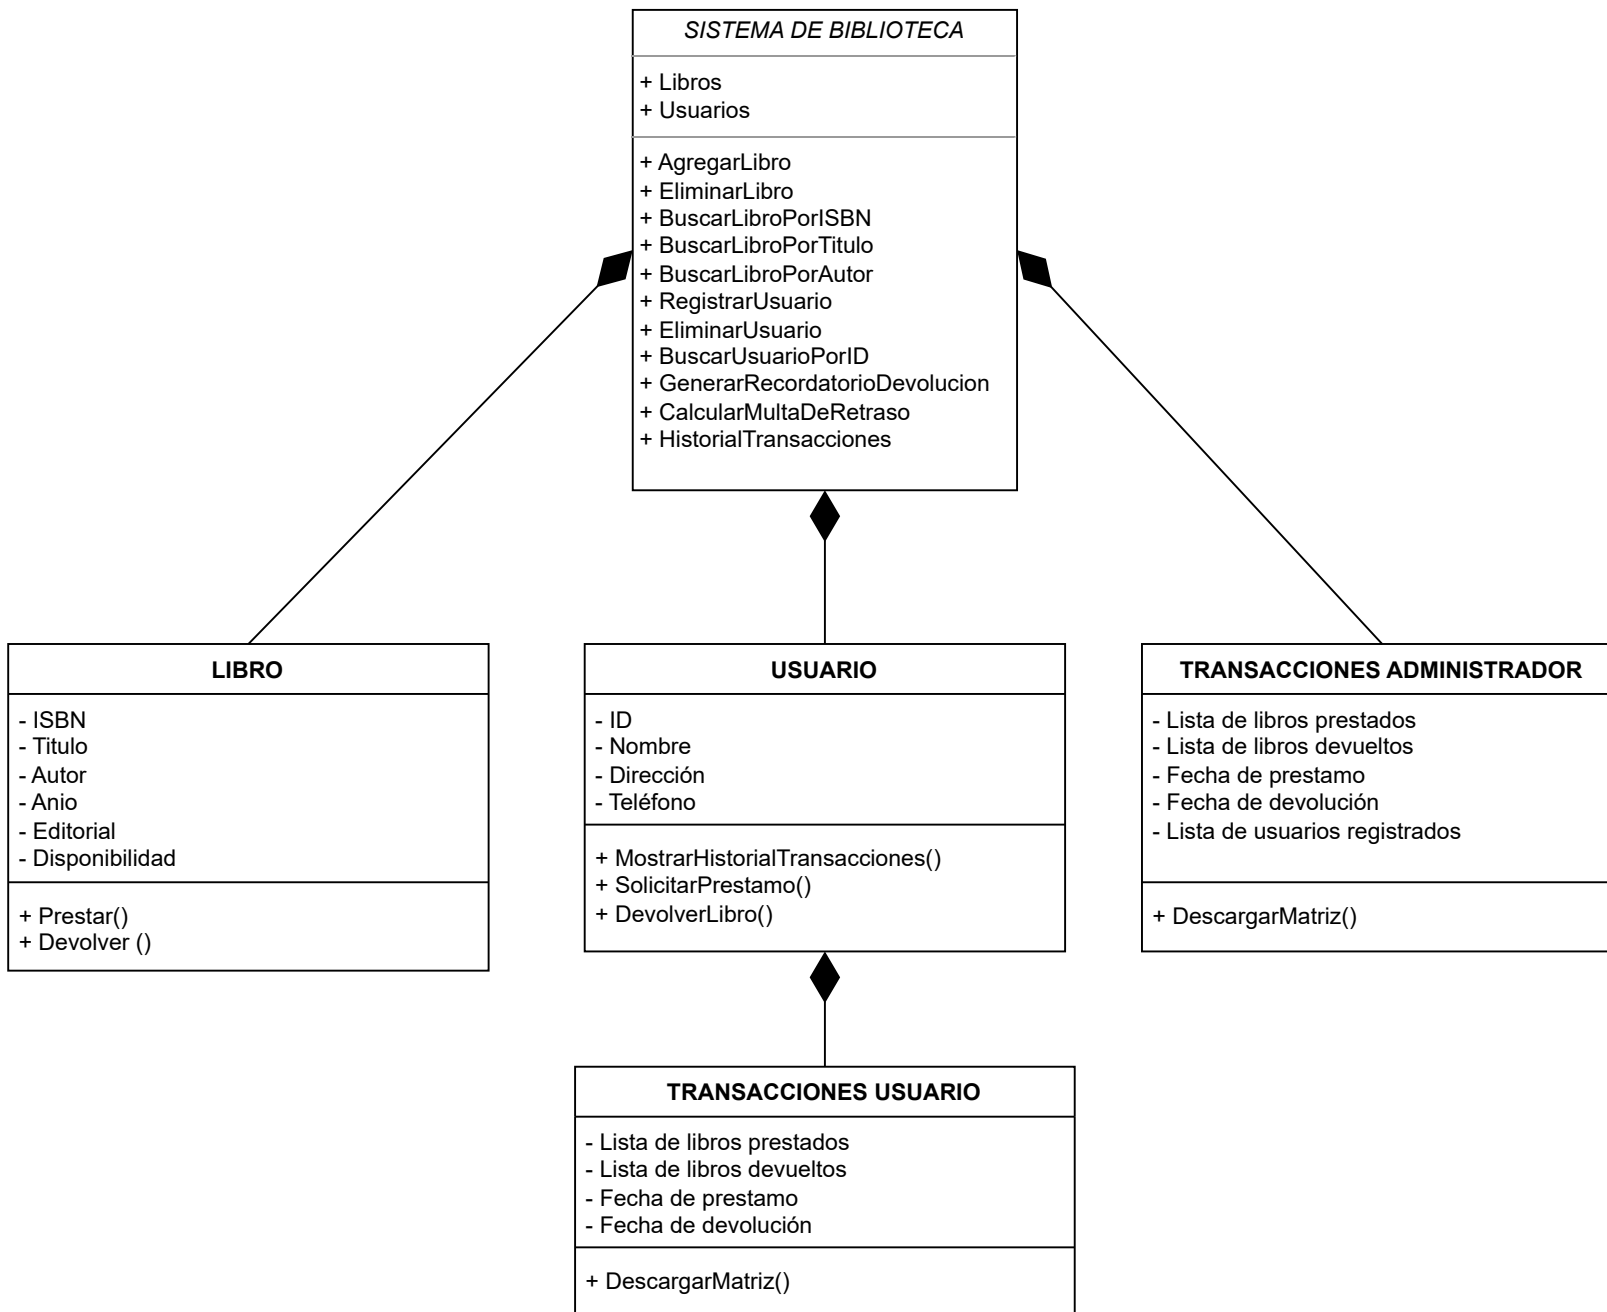 SISTEMA DE BIBLIOTECA
+ Libros
+ Usuarios
+ AgregarLibro
+ EliminarLibro
+ BuscarLibroPorISBN
+ BuscarLibroPorTitulo
+ BuscarLibroPorAutor
+ RegistrarUsuario
+ EliminarUsuario
+ BuscarUsuarioPorID
+ GenerarRecordatorioDevolucion
+ CalcularMultaDeRetraso
+ HistorialTransacciones
LIBRO
- ISBN
- Titulo
- Autor
- Anio
- Editorial
- Disponibilidad
+ Prestar()
+ Devolver ()
USUARIO
- ID
- Nombre
- Dirección
- Teléfono
+ MostrarHistorialTransacciones()
+ SolicitarPrestamo()
+ DevolverLibro()
TRANSACCIONES ADMINISTRADOR
- Lista de libros prestados
- Lista de libros devueltos
- Fecha de prestamo
- Fecha de devolución
- Lista de usuarios registrados
+ DescargarMatriz()
TRANSACCIONES USUARIO
- Lista de libros prestados
- Lista de libros devueltos
- Fecha de prestamo
- Fecha de devolución
+ DescargarMatriz()